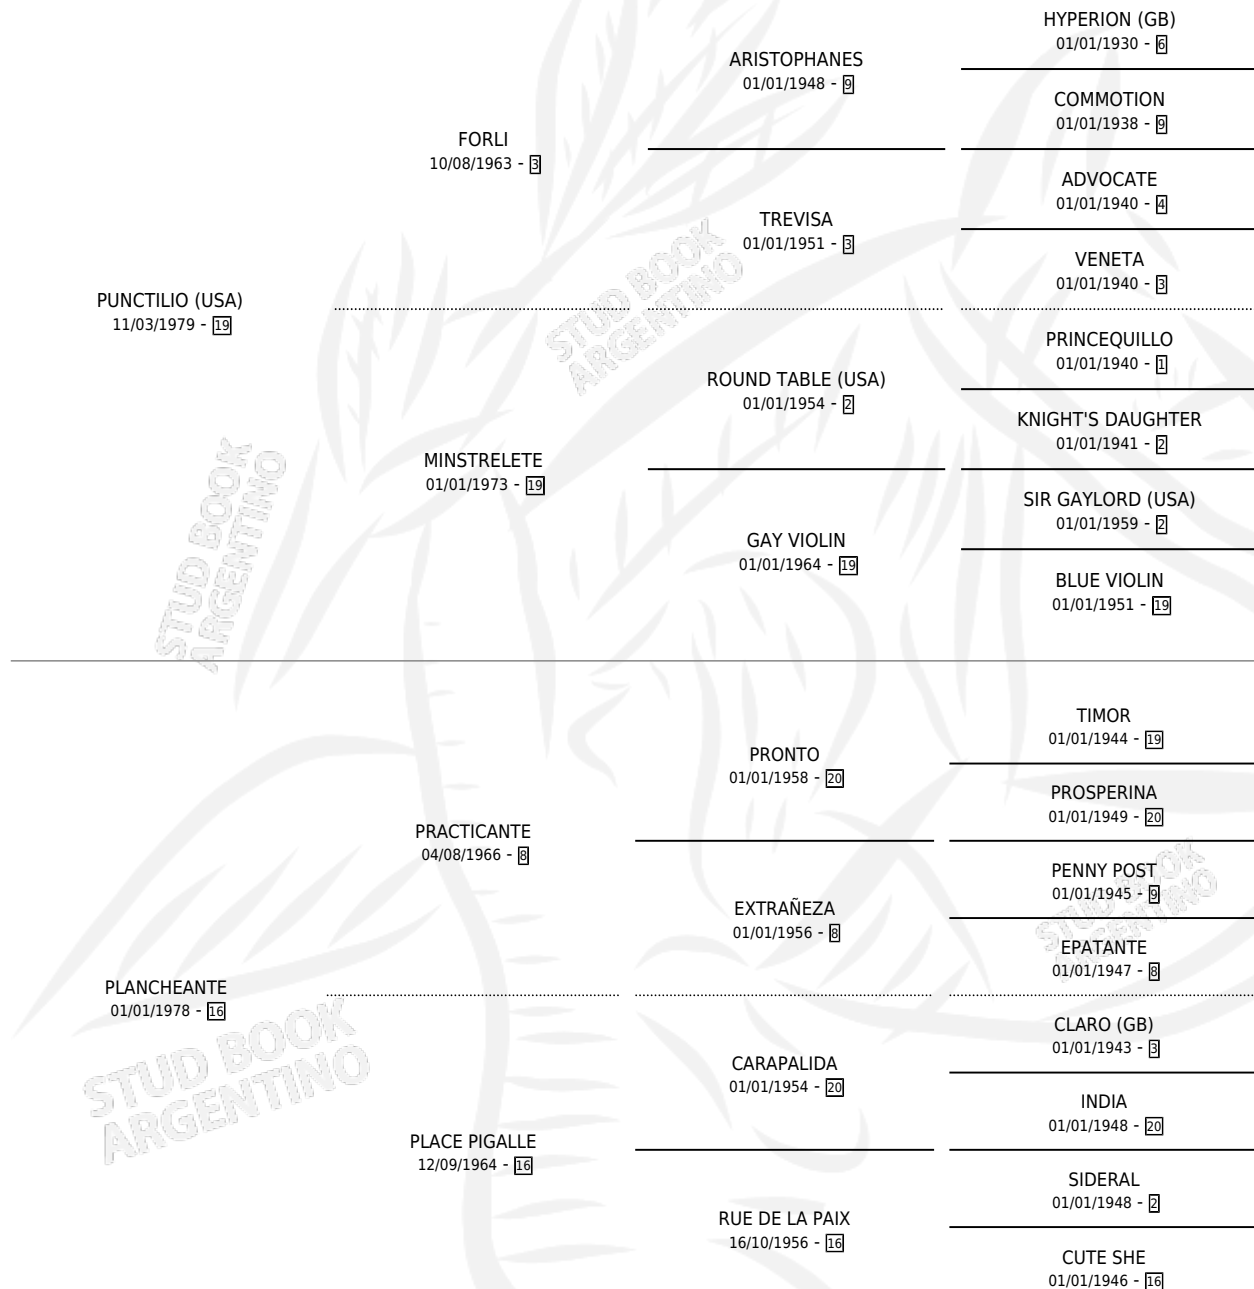 HYPERION (GB)
01/01/1930 - 6
ARISTOPHANES
01/01/1948 - 9
COMMOTION
01/01/1938 - 9
FORLI
10/08/1963 - 3
ADVOCATE
01/01/1940 - 4
TREVISA
01/01/1951 - 3
VENETA
01/01/1940 - 3
PUNCTILIO (USA)
11/03/1979 - 19
PRINCEQUILLO
01/01/1940 - 1
ROUND TABLE (USA)
01/01/1954 - 2
KNIGHT'S DAUGHTER
01/01/1941 - 2
MINSTRELETE
01/01/1973 - 19
SIR GAYLORD (USA)
01/01/1959 - 2
GAY VIOLIN
01/01/1964 - 19
BLUE VIOLIN
01/01/1951 - 19
STUD BOOK
ARGENTINO
STUD BOOK
ARGENTINO
TIMOR
01/01/1944 - 19
PRONTO
01/01/1958 - 20
PROSPERINA
01/01/1949 - 20
PRACTICANTE
04/08/1966 - 8
PENNY POST
01/01/1945 - 9
EXTRAÑEZA
01/01/1956 - 8
EPATANTE
01/01/1947 - 8
PLANCHEANTE
01/01/1978 - 16
CLARO (GB)
01/01/1943 - 3
CARAPALIDA
01/01/1954 - 20
INDIA
01/01/1948 - 20
PLACE PIGALLE
12/09/1964 - 16
SIDERAL
01/01/1948 - 2
RUE DE LA PAIX
16/10/1956 - 16
CUTE SHE
01/01/1946 - 16
STUD BOOK
ARGENTINO
STUD BOOK
ARGENTINO